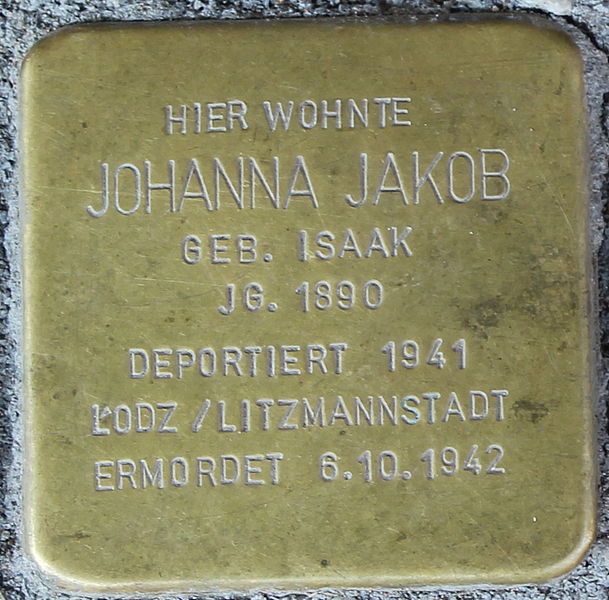 HIER WOHNTE
JOHANNA JAKOB
GEB. ISAAK
JG. 1890
DEPORTIERT 1941
ŁODZ / LITZMANNSTADT
ERMORDET 6.10.1942